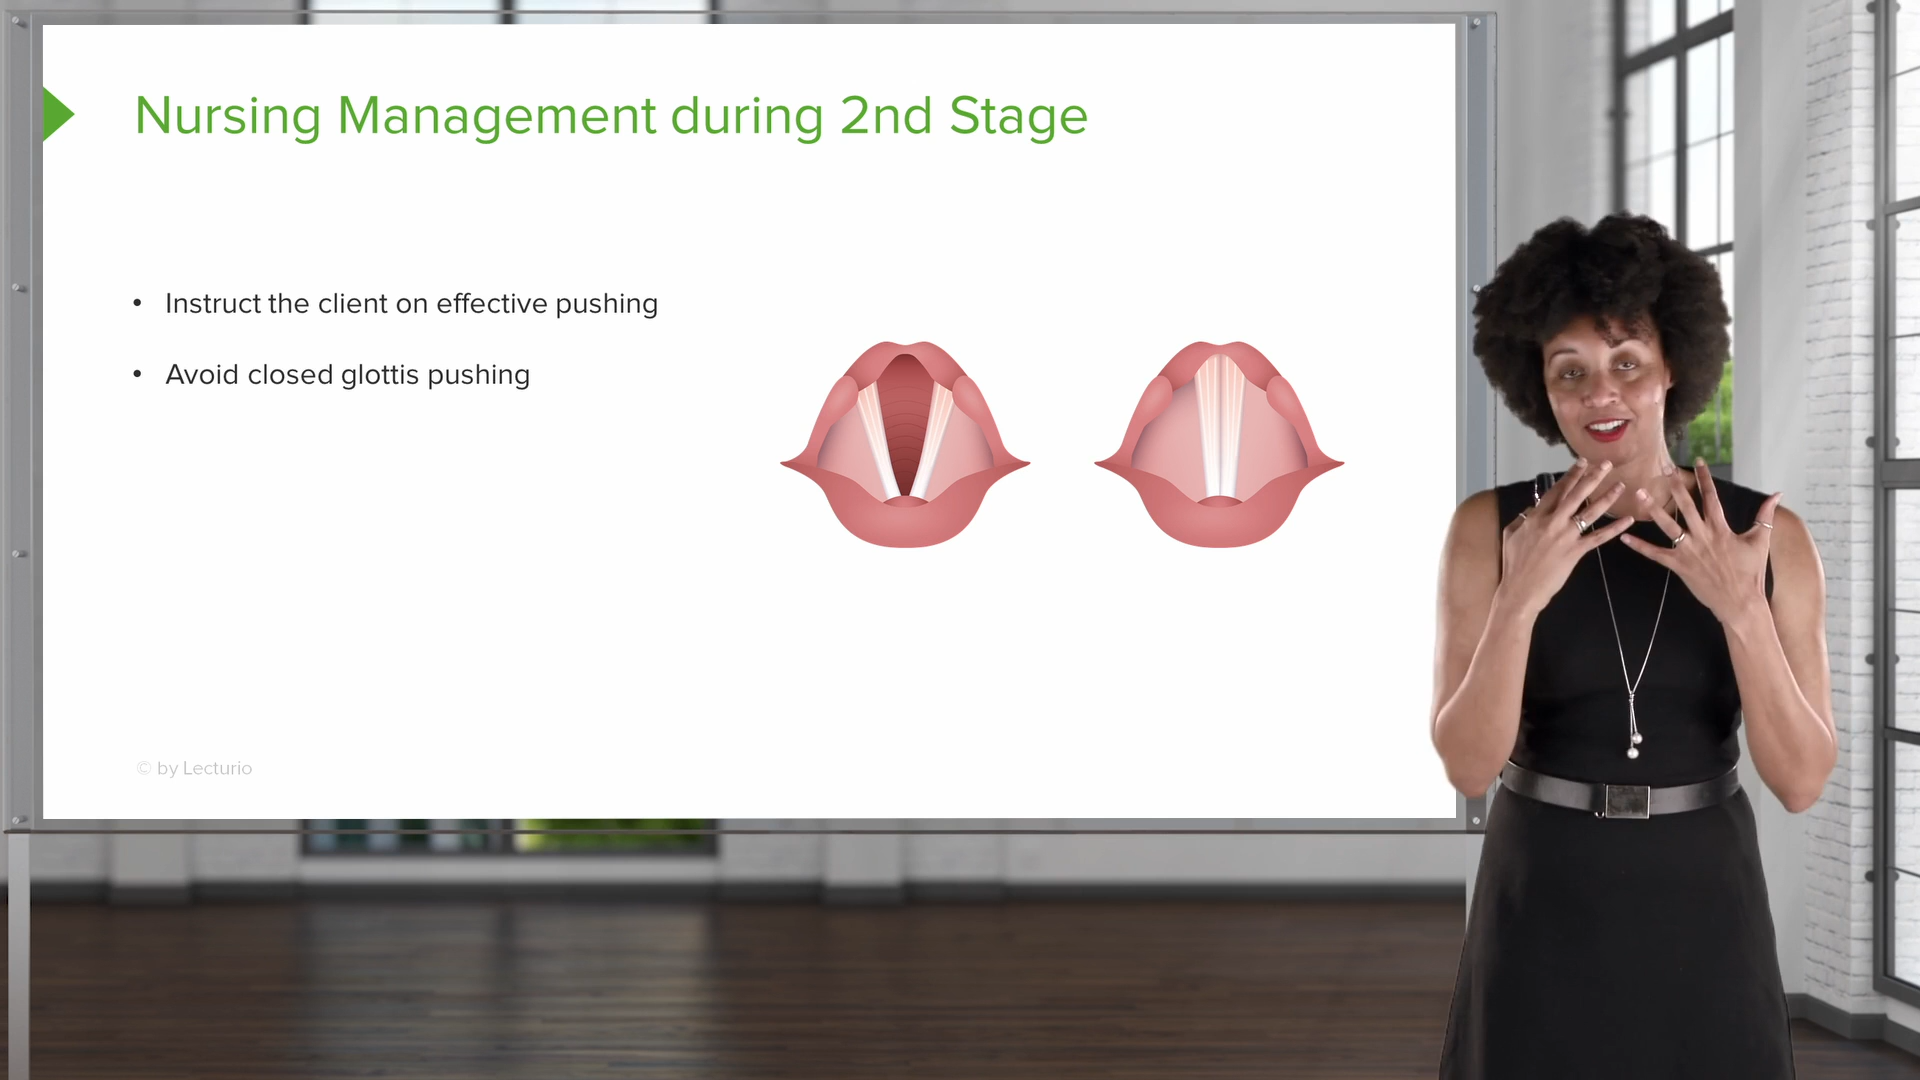 Nursing Management during 2nd Stage
• Instruct the client on effective pushing
• Avoid closed glottis pushing
© by Lecturio